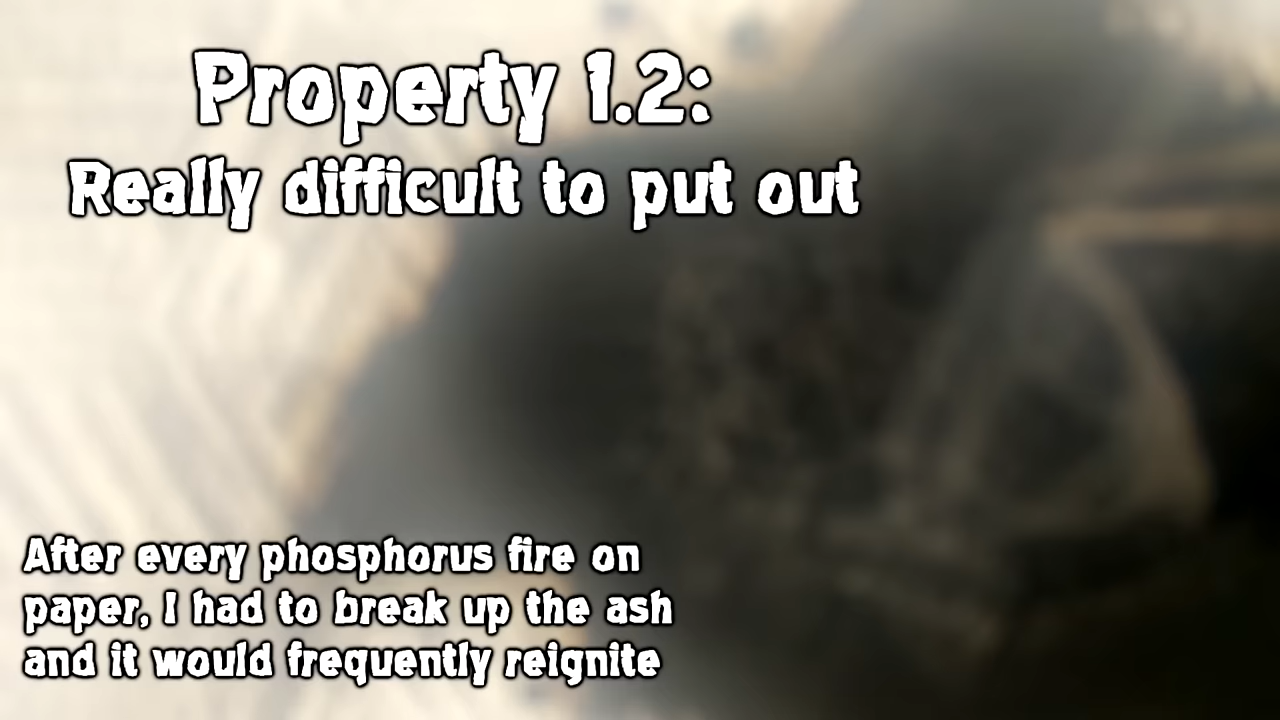 Property 1.2:
Really difficult to put out
After every phosphorus fire on
paper, I had to break up the ash
and it would frequently reignite